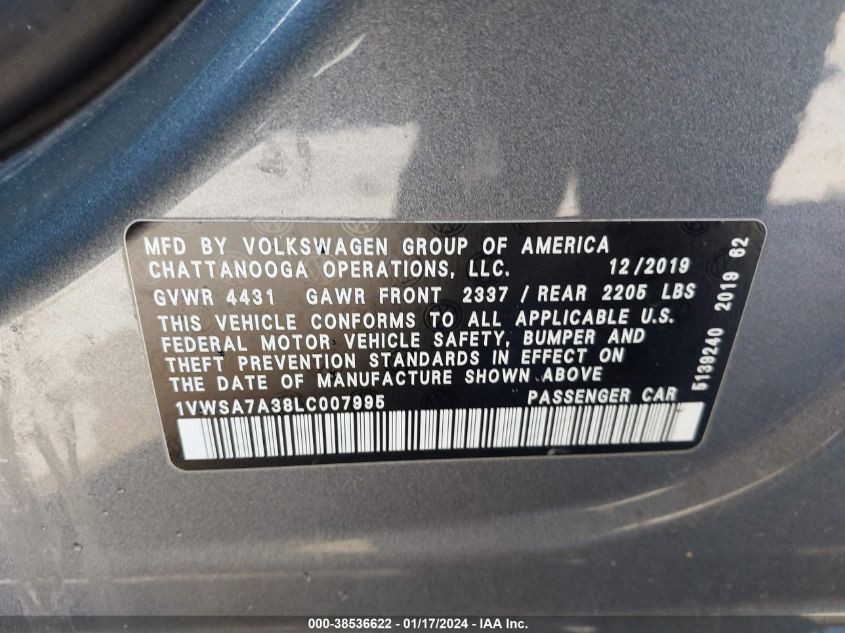 MFD BY VOLKSWAGEN GROUP OF AMERICA
CHATTANOOGA OPERATIONS, LLC. 12/2019
GVWR 4431 GAWR FRONT 2337 / REAR 2205 LBS
THIS VEHICLE CONFORMS TO ALL APPLICABLE U.S.
FEDERAL MOTOR VEHICLE SAFETY, BUMPER AND
THEFT PREVENTION STANDARDS IN EFFECT ON
THE DATE OF MANUFACTURE SHOWN ABOVE
1VWSA7A38LC007995 PASSENGER CAR
5139240 2019 62
000-38536622 - 01/17/2024 - IAA Inc.